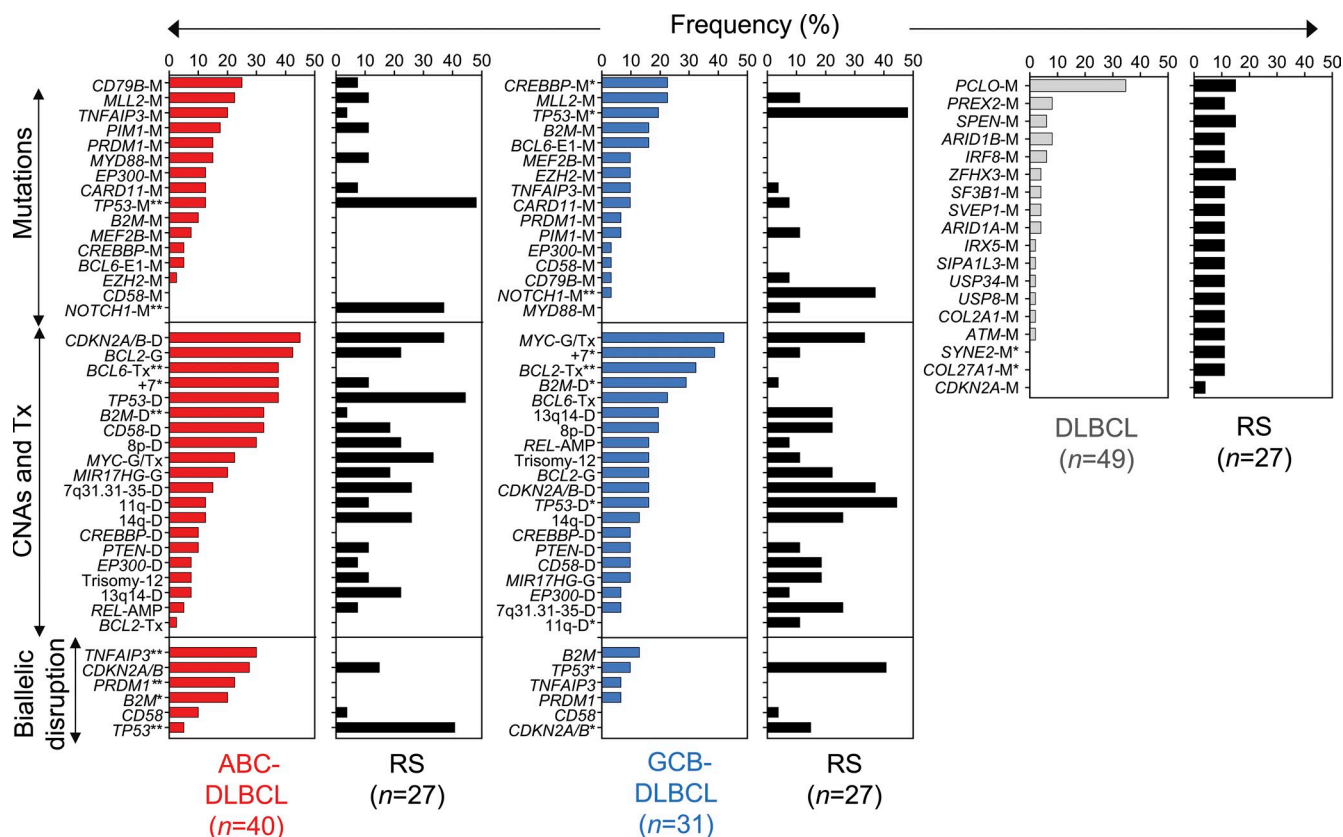 Frequency (%)
0 10 20 30 40 50
0 10 20 30 40 50
0 10 20 30 40 50
0 10 20 30 40 50
0 10 20 30 40 50
0 10 20 30 40 50
Mutations
CD79B-M
MLL2-M
TNFAIP3-M
PIM1-M
PRDM1-M
MYD88-M
EP300-M
CARD11-M
TP53-M**
B2M-M
MEF2B-M
CREBBP-M
BCL6-E1-M
EZH2-M
CD58-M
NOTCH1-M**
CNAs and Tx
CDKN2A/B-D
BCL2-G
BCL6-Tx**
+7*
TP53-D
B2M-D**
CD58-D
8p-D
MYC-G/Tx
MIR17HG-G
7q31.31-35-D
11q-D
14q-D
CREBBP-D
PTEN-D
EP300-D
Trisomy-12
13q14-D
REL-AMP
BCL2-Tx
Biallelic
disruption
TNFAIP3**
CDKN2A/B
PRDM1**
B2M*
CD58
TP53**
ABC-
DLBCL
(n=40)
RS
(n=27)
CREBBP-M*
MLL2-M
TP53-M*
B2M-M
BCL6-E1-M
MEF2B-M
EZH2-M
TNFAIP3-M
CARD11-M
PRDM1-M
PIM1-M
EP300-M
CD58-M
CD79B-M
NOTCH1-M**
MYD88-M
MYC-G/Tx
+7*
BCL2-Tx**
B2M-D*
BCL6-Tx
13q14-D
8p-D
REL-AMP
Trisomy-12
BCL2-G
CDKN2A/B-D
TP53-D*
14q-D
CREBBP-D
PTEN-D
CD58-D
MIR17HG-G
EP300-D
7q31.31-35-D
11q-D*
B2M
TP53*
TNFAIP3
PRDM1
CD58
CDKN2A/B*
GCB-
DLBCL
(n=31)
RS
(n=27)
PCLO-M
PREX2-M
SPEN-M
ARID1B-M
IRF8-M
ZFHX3-M
SF3B1-M
SVEP1-M
ARID1A-M
IRX5-M
SIPA1L3-M
USP34-M
USP8-M
COL2A1-M
ATM-M
SYNE2-M*
COL27A1-M*
CDKN2A-M
DLBCL
(n=49)
RS
(n=27)